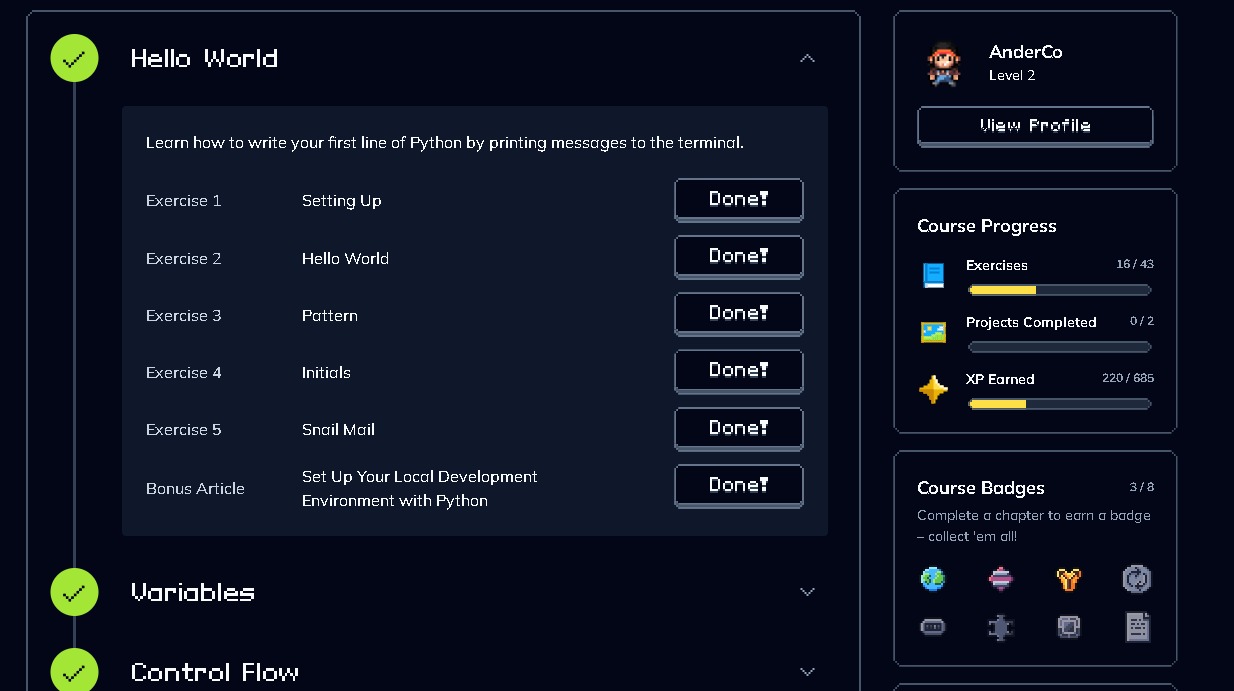 Hello World
Learn how to write your first line of Python by printing messages to the terminal.
Exercise 1 Setting Up Done!
Exercise 2 Hello World Done!
Exercise 3 Pattern Done!
Exercise 4 Initials Done!
Exercise 5 Snail Mail Done!
Bonus Article Set Up Your Local Development
Environment with Python Done!
Variables
Control Flow
AnderCo
Level 2
View Profile
Course Progress
Exercises 16 / 43
Projects Completed 0 / 2
XP Earned 220 / 685
Course Badges 3 / 8
Complete a chapter to earn a badge
– collect 'em all!